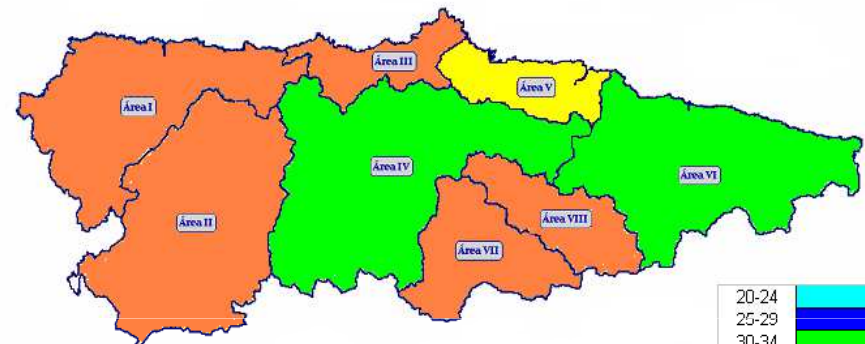 Área III
Área V
Área I
Área IV
Área VI
Área II
Área VIII
Área VII
20-24
25-29
30-34